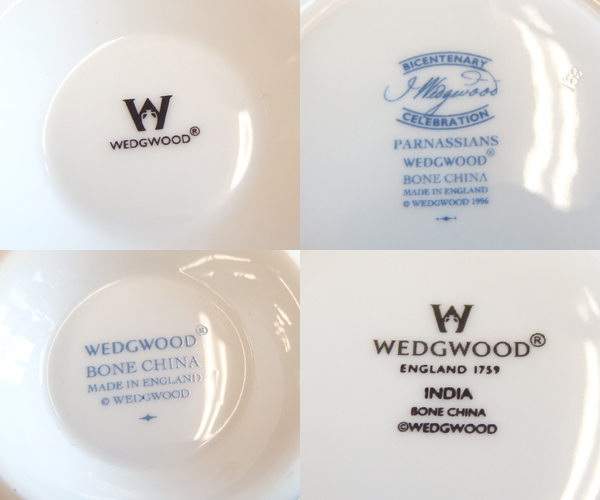 W
WEDGWOOD®
BICENTENARY
J Wedgwood
CELEBRATION
PARNASSIANS
WEDGWOOD®
BONE CHINA
MADE IN ENGLAND
© WEDGWOOD 1996
WEDGWOOD®
BONE CHINA
MADE IN ENGLAND
© WEDGWOOD
W
WEDGWOOD®
ENGLAND 1759
INDIA
BONE CHINA
©WEDGWOOD